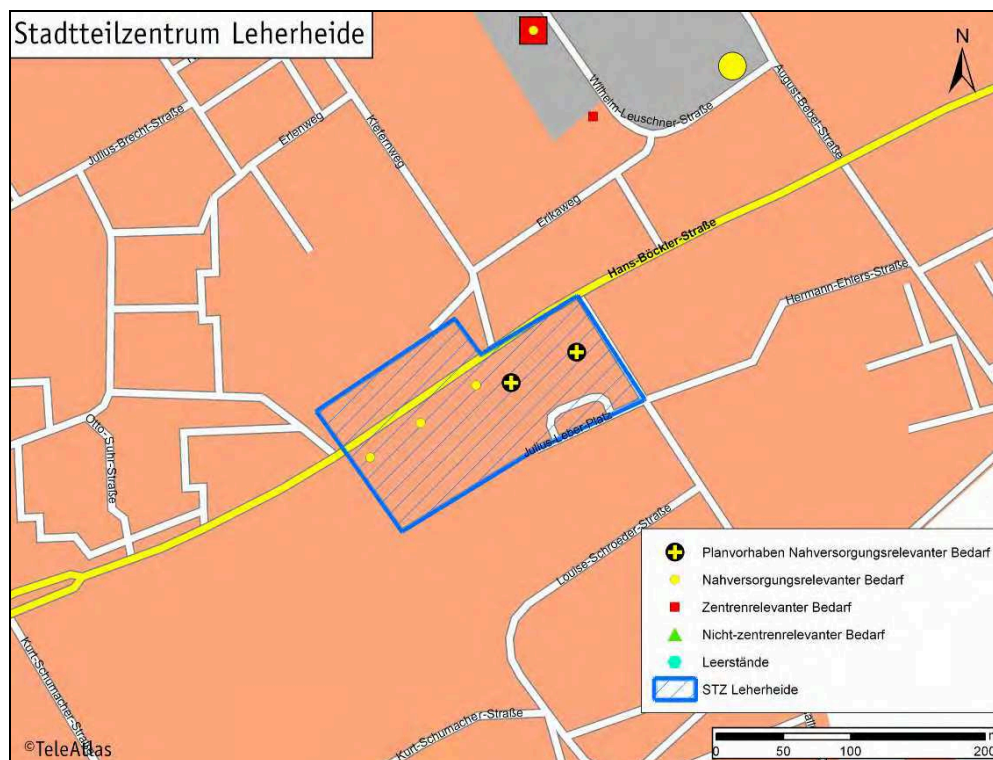 Stadtteilzentrum Leherheide
N
Wilhelm-Leuschner-Straße
August-Bebel-Straße
Julius-Brecht-Straße
Erlenweg
Kiefernweg
Erikaweg
Hans-Böckler-Straße
Hermann-Ehlers-Straße
Otto-Suhr-Straße
Julius-Leber-Platz
Louise-Schroeder-Straße
Kurt-Schumacher-Straße
Kurt-Schumacher-Straße
Planvorhaben Nahversorgungsrelevanter Bedarf
Nahversorgungsrelevanter Bedarf
Zentrenrelevanter Bedarf
Nicht-zentrenrelevanter Bedarf
Leerstände
STZ Leherheide
m
0 50 100 200
©TeleAtlas